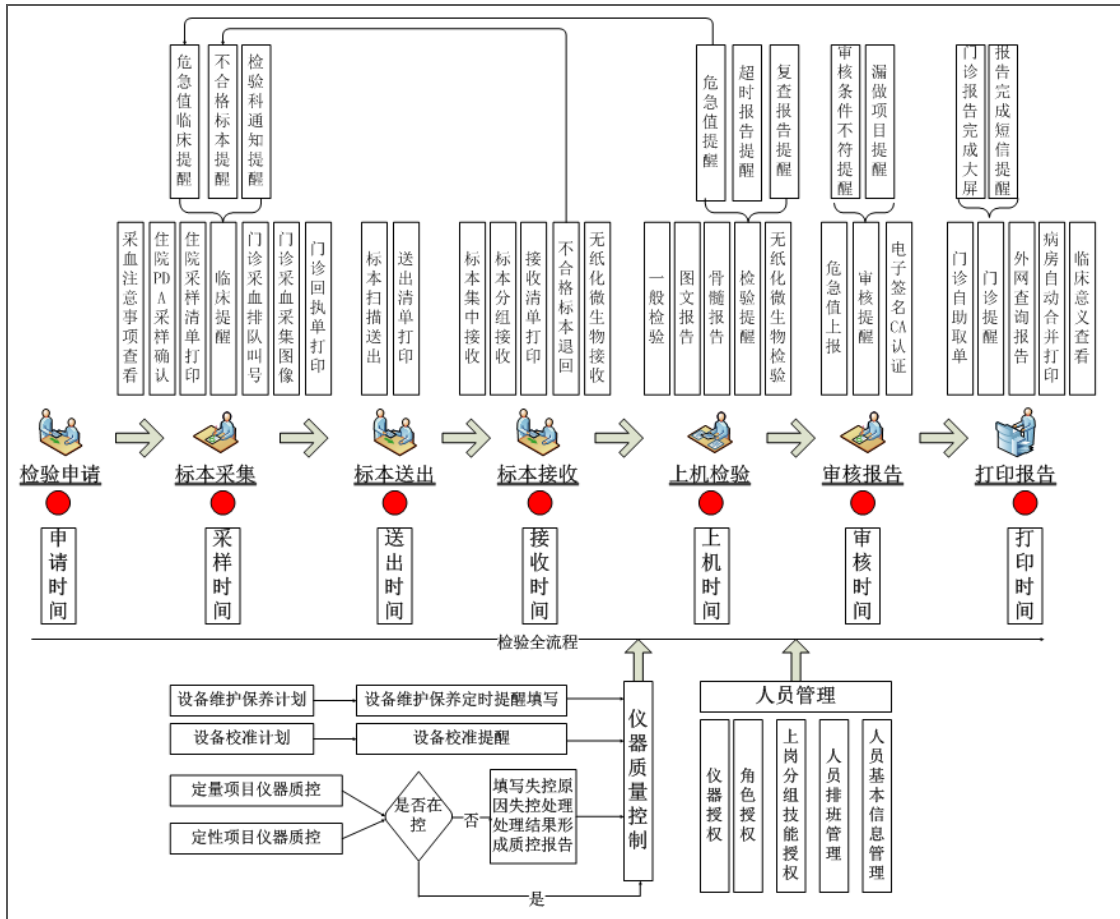 危急值临床提醒
不合格标本提醒
检验科通知提醒
危急值提醒
超时报告提醒
复查报告提醒
审核条件不符提醒
漏做项目提醒
门诊报告完成大屏
报告完成短信提醒
采血注意事项查看
住院PDA采样确认
住院采样清单打印
临床提醒
门诊采血排队叫号
门诊采血采集图像
门诊回执单打印
标本扫描送出
送出清单打印
标本集中接收
标本分组接收
接收清单打印
不合格标本退回
无纸化微生物接收
一般检验
图文报告
骨髓报告
检验提醒
无纸化微生物检验
危急值上报
审核提醒
电子签名CA认证
门诊自助取单
门诊提醒
外网查询报告
病房自动合并打印
临床意义查看
检验申请
标本采集
标本送出
标本接收
上机检验
审核报告
打印报告
申请时间
采样时间
送出时间
接收时间
上机时间
审核时间
打印时间
检验全流程
设备维护保养计划
设备维护保养定时提醒填写
设备校准计划
设备校准提醒
定量项目仪器质控
定性项目仪器质控
是否在
控
否
填写失控原
因失控处理
处理结果形
成质控报告
是
仪器质量控制
人员管理
仪器授权
角色授权
上岗分组技能授权
人员排班管理
人员基本信息管理